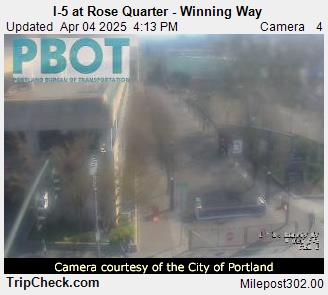 I-5 at Rose Quarter - Winning Way
Updated Apr 04 2025 4:13 PM Camera 4
PBOT
PORTLAND BUREAU OF TRANSPORTATION
Camera courtesy of the City of Portland
TripCheck.com Milepost302.00